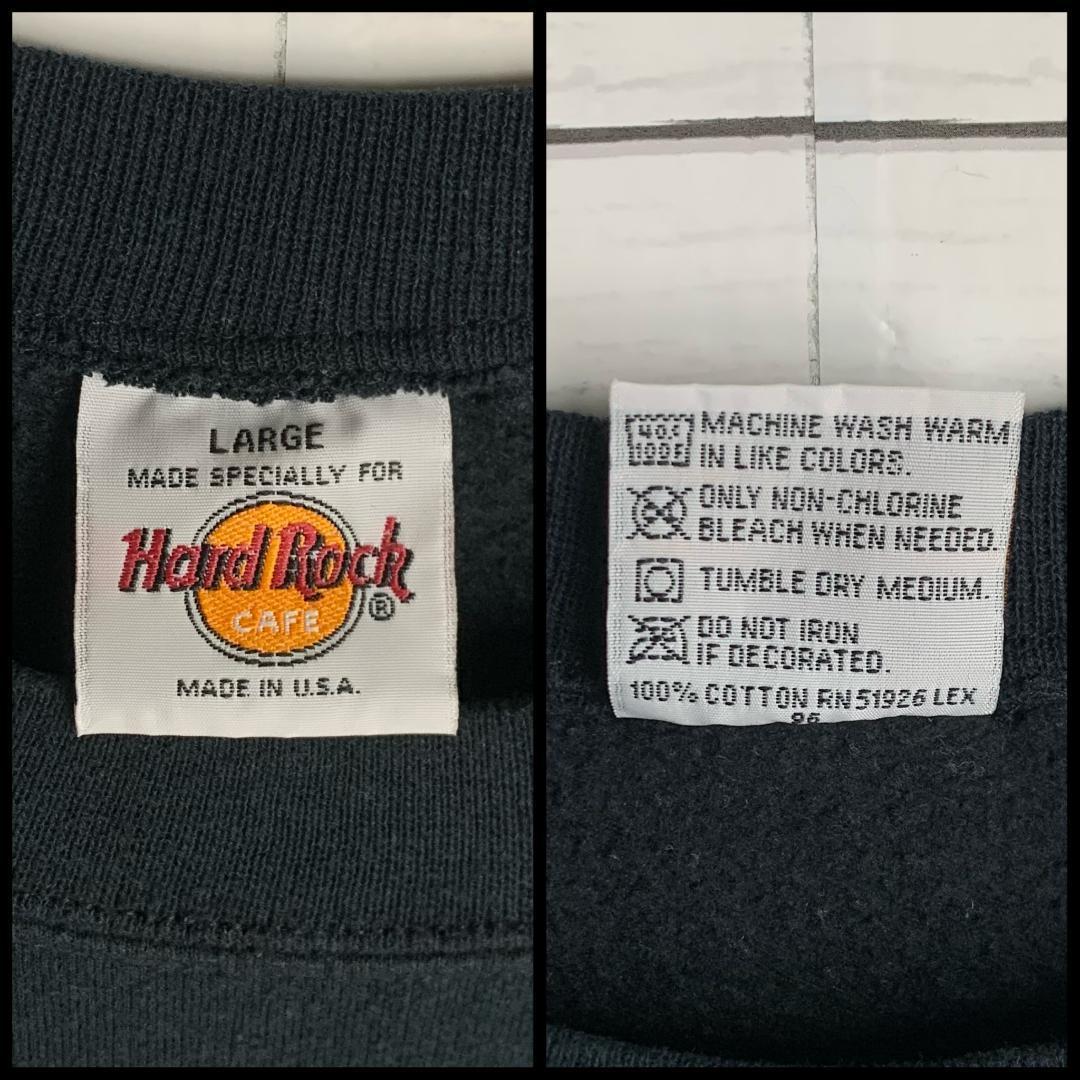 LARGE
MADE SPECIALLY FOR
Hard Rock
CAFE ®
MADE IN U.S.A.
MACHINE WASH WARM
IN LIKE COLORS.
ONLY NON-CHLORINE
BLEACH WHEN NEEDED.
TUMBLE DRY MEDIUM.
DO NOT IRON
IF DECORATED.
100% COTTON RN51926 LEX